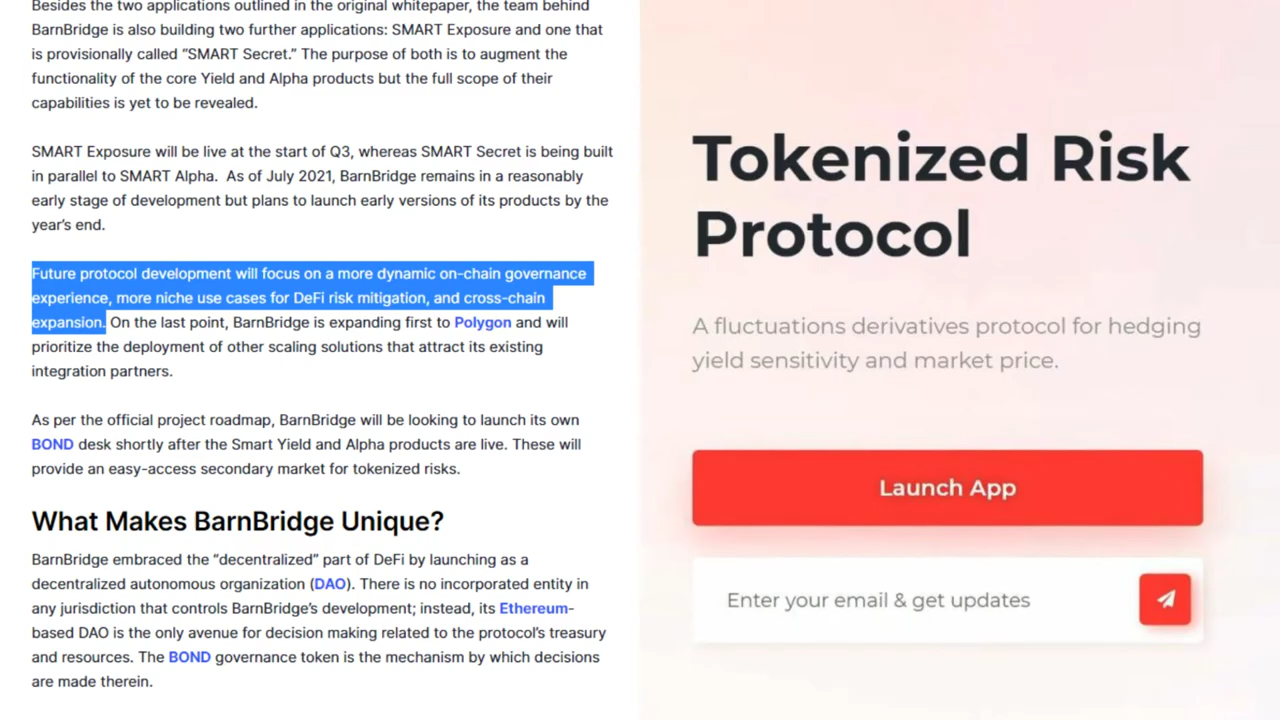 Besides the two applications outlined in the original whitepaper, the team behind
BarnBridge is also building two further applications: SMART Exposure and one that
is provisionally called “SMART Secret.” The purpose of both is to augment the
functionality of the core Yield and Alpha products but the full scope of their
capabilities is yet to be revealed.
SMART Exposure will be live at the start of Q3, whereas SMART Secret is being built
in parallel to SMART Alpha.  As of July 2021, BarnBridge remains in a reasonably
early stage of development but plans to launch early versions of its products by the
year’s end.
Future protocol development will focus on a more dynamic on-chain governance
experience, more niche use cases for DeFi risk mitigation, and cross-chain
expansion. On the last point, BarnBridge is expanding first to Polygon and will
prioritize the deployment of other scaling solutions that attract its existing
integration partners.
As per the official project roadmap, BarnBridge will be looking to launch its own
BOND desk shortly after the Smart Yield and Alpha products are live. These will
provide an easy-access secondary market for tokenized risks.
What Makes BarnBridge Unique?
BarnBridge embraced the “decentralized” part of DeFi by launching as a
decentralized autonomous organization (DAO). There is no incorporated entity in
any jurisdiction that controls BarnBridge’s development; instead, its Ethereum-
based DAO is the only avenue for decision making related to the protocol’s treasury
and resources. The BOND governance token is the mechanism by which decisions
are made therein.
Tokenized Risk
Protocol
A fluctuations derivatives protocol for hedging
yield sensitivity and market price.
Launch App
Enter your email & get updates